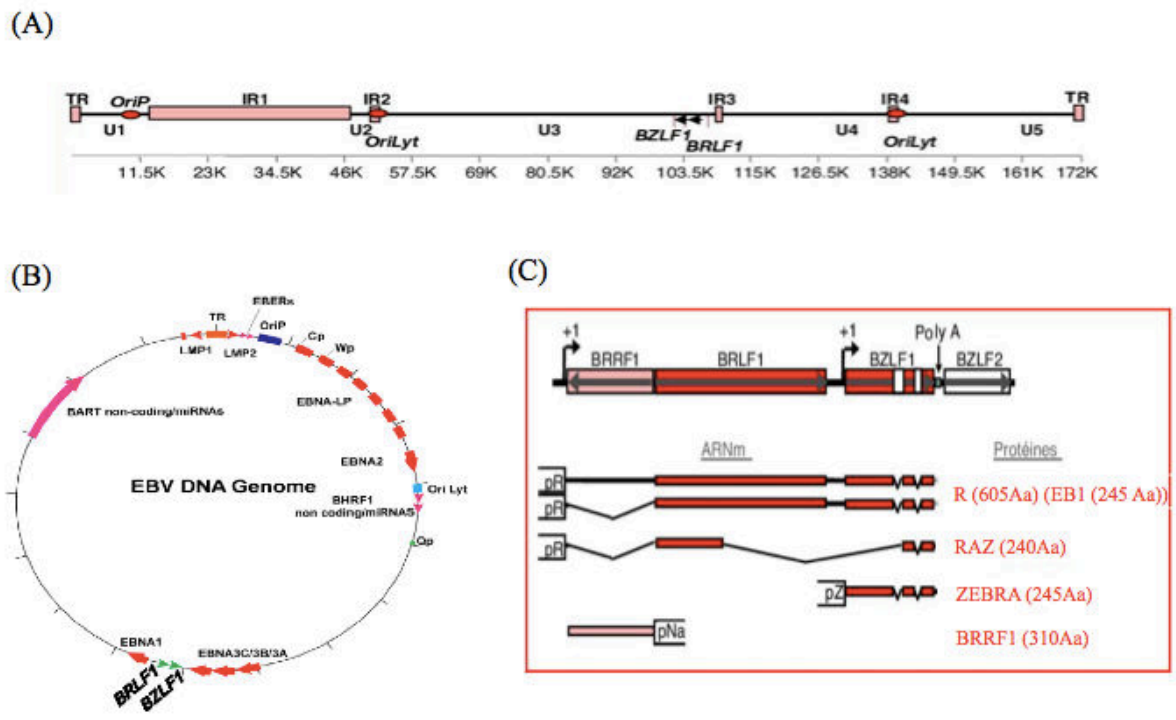 (A)
TR OriP IR1 IR2 IR3 IR4 TR
U1 U2 OriLyt U3 BZLF1 BRLF1 U4 OriLyt U5
11.5K 23K 34.5K 46K 57.5K 69K 80.5K 92K 103.5K 115K 126.5K 138K 149.5K 161K 172K
(B)
EBERs
TR
OriP
LMP1
LMP2
Cp
Wp
EBNA-LP
BART non-coding/miRNAs
EBNA2
EBV DNA Genome
Ori Lyt
BHRF1
non coding/miRNAS
Qp
EBNA1
EBNA3C/3B/3A
BRLF1
BZLF1
(C)
+1 +1 Poly A
BRRF1 BRLF1 BZLF1 BZLF2
ARNm Protéines
pR
pR
R (605Aa) (EB1 (245 Aa))
pR RAZ (240Aa)
pZ ZEBRA (245Aa)
pNa BRRF1 (310Aa)